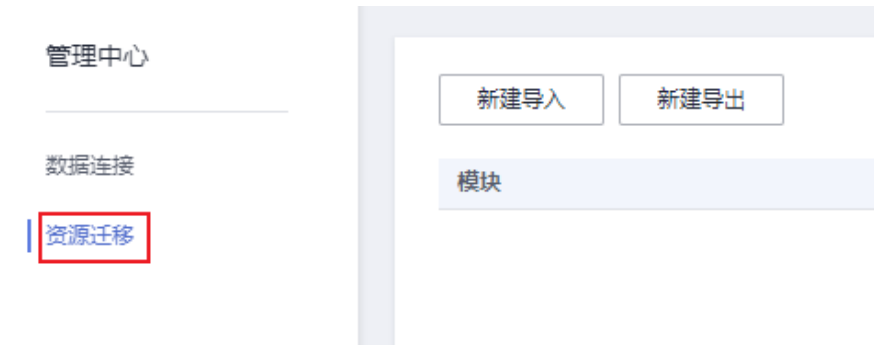 管理中心
数据连接
资源迁移
新建导入 新建导出
模块